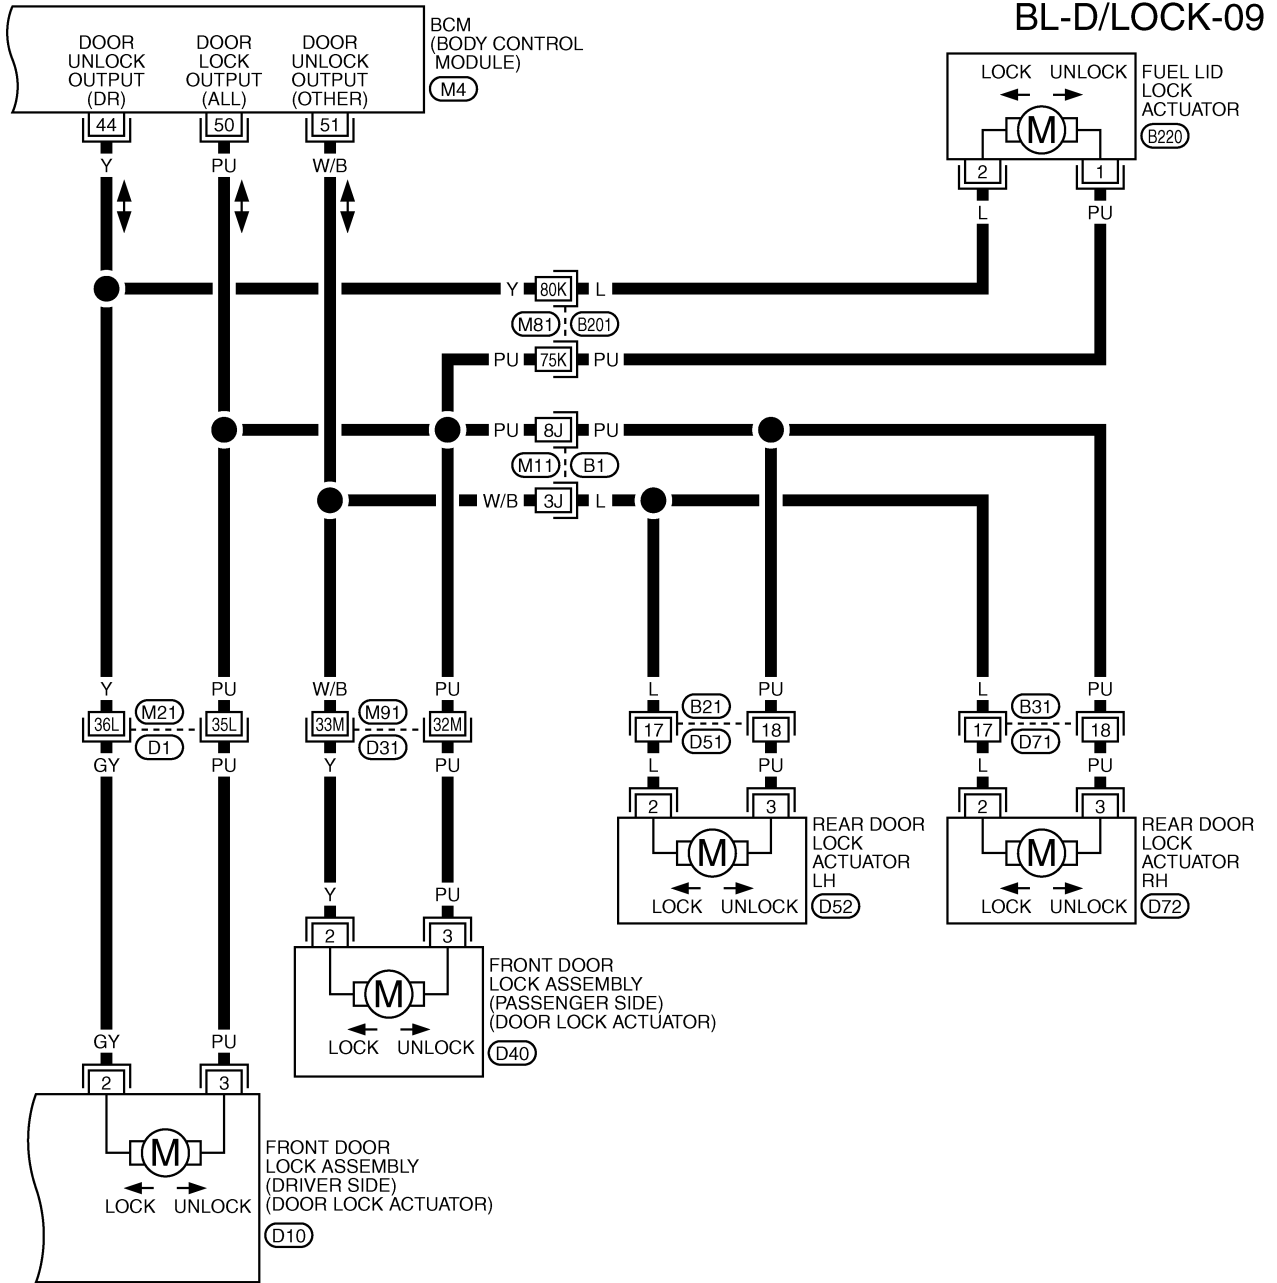 BL-D/LOCK-09
BCM
(BODY CONTROL
MODULE)
M4
DOOR
UNLOCK
OUTPUT
(DR)
DOOR
LOCK
OUTPUT
(ALL)
DOOR
UNLOCK
OUTPUT
(OTHER)
44 50 51
Y PU W/B
LOCK UNLOCK
M
FUEL LID
LOCK
ACTUATOR
B220
2 1
L PU
Y 80K L
M81 B201
PU 75K PU
PU 8J PU
M11 B1
W/B 3J L
Y PU W/B PU L PU L PU
36L M21 35L 33M M91 32M B21 B31
D1 D31 17 D51 18 17 D71 18
GY PU Y PU L PU L PU
2 3 2 3
M
LOCK UNLOCK
REAR DOOR
LOCK
ACTUATOR
LH
D52
M
LOCK UNLOCK
REAR DOOR
LOCK
ACTUATOR
RH
D72
Y PU
2 3
M
LOCK UNLOCK
FRONT DOOR
LOCK ASSEMBLY
(PASSENGER SIDE)
(DOOR LOCK ACTUATOR)
D40
GY PU
2 3
M
LOCK UNLOCK
FRONT DOOR
LOCK ASSEMBLY
(DRIVER SIDE)
(DOOR LOCK ACTUATOR)
D10